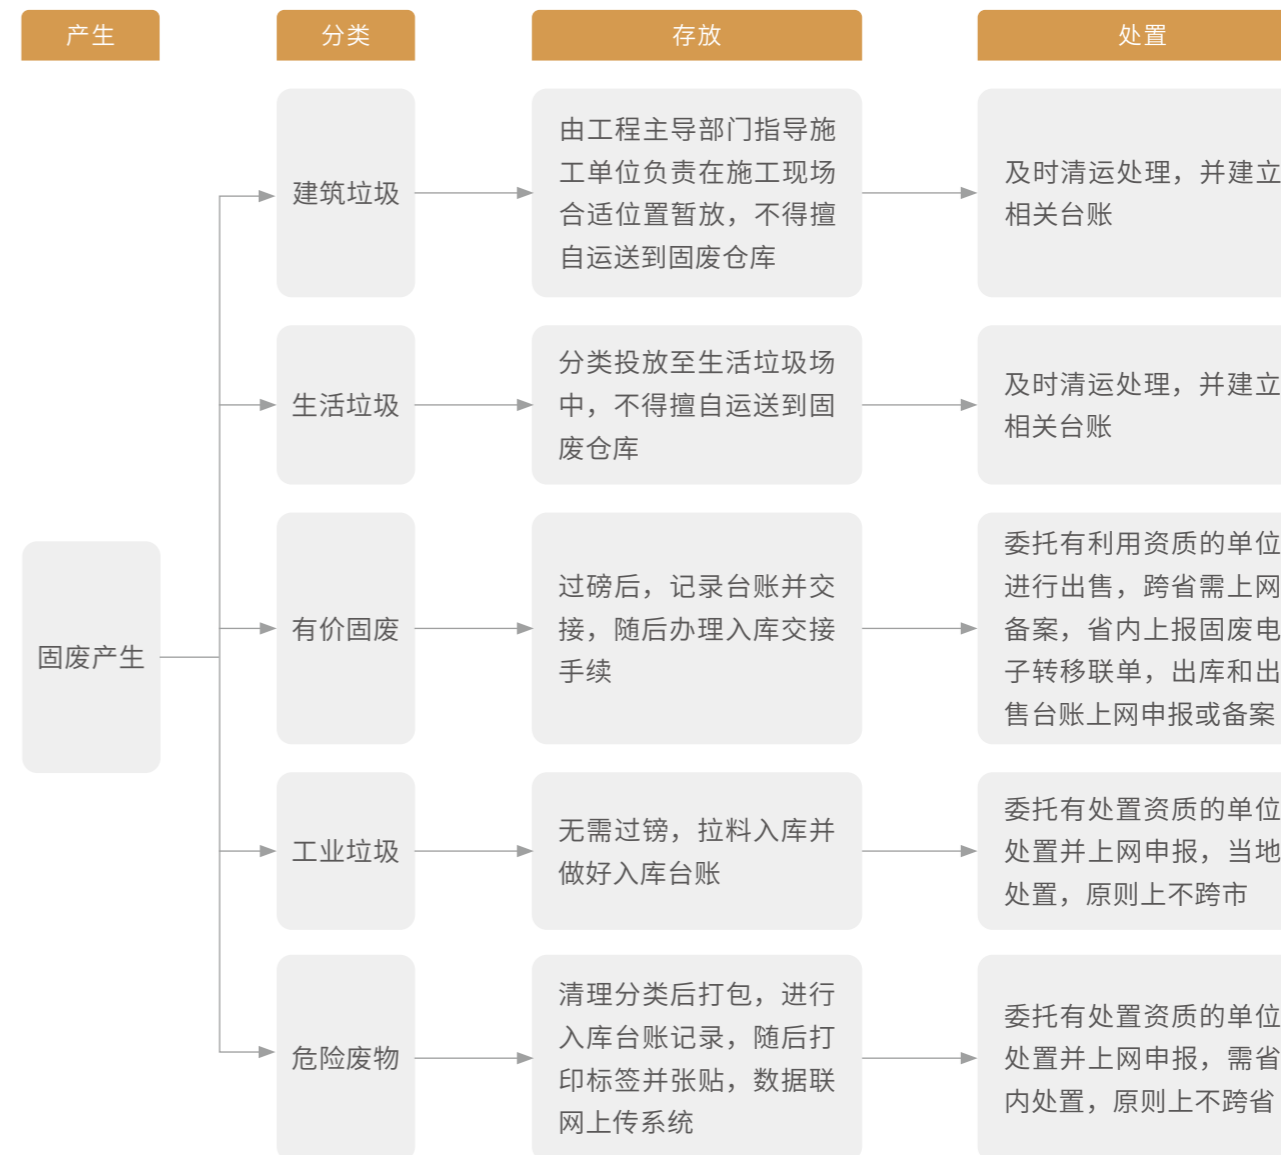 产生
分类
存放
处置
固废产生
建筑垃圾
由工程主导部门指导施
工单位负责在施工现场
合适位置暂放，不得擅
自运送到固废仓库
及时清运处理，并建立
相关台账
生活垃圾
分类投放至生活垃圾场
中，不得擅自运送到固
废仓库
及时清运处理，并建立
相关台账
有价固废
过磅后，记录台账并交
接，随后办理入库交接
手续
委托有利用资质的单位
进行出售，跨省需上网
备案，省内上报固废电
子转移联单，出库和出
售台账上网申报或备案
工业垃圾
无需过镑，拉料入库并
做好入库台账
委托有处置资质的单位
处置并上网申报，当地
处置，原则上不跨市
危险废物
清理分类后打包，进行
入库台账记录，随后打
印标签并张贴，数据联
网上传系统
委托有处置资质的单位
处置并上网申报，需省
内处置，原则上不跨省